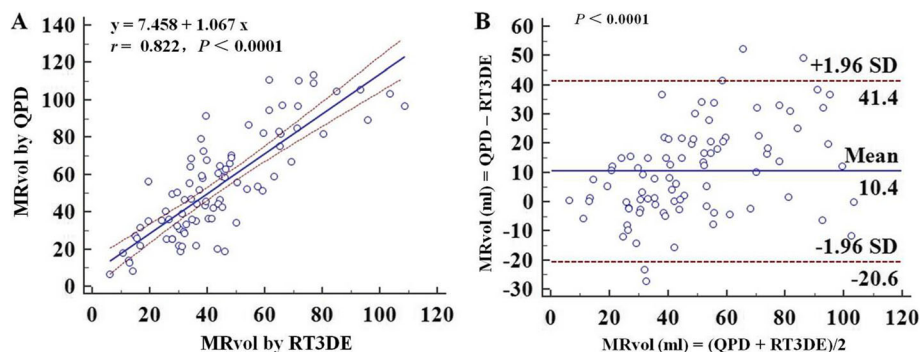 A
y = 7.458 + 1.067 x
r = 0.822, P < 0.0001
MRvol by QPD
140
120
100
80
60
40
20
0
0 20 40 60 80 100 120
MRvol by RT3DE
B
P < 0.0001
MRvol (ml) = QPD − RT3DE
60
50
40
30
20
10
0
-10
-20
-30
+1.96 SD
41.4
Mean
10.4
-1.96 SD
-20.6
0 20 40 60 80 100 120
MRvol (ml) = (QPD + RT3DE)/2